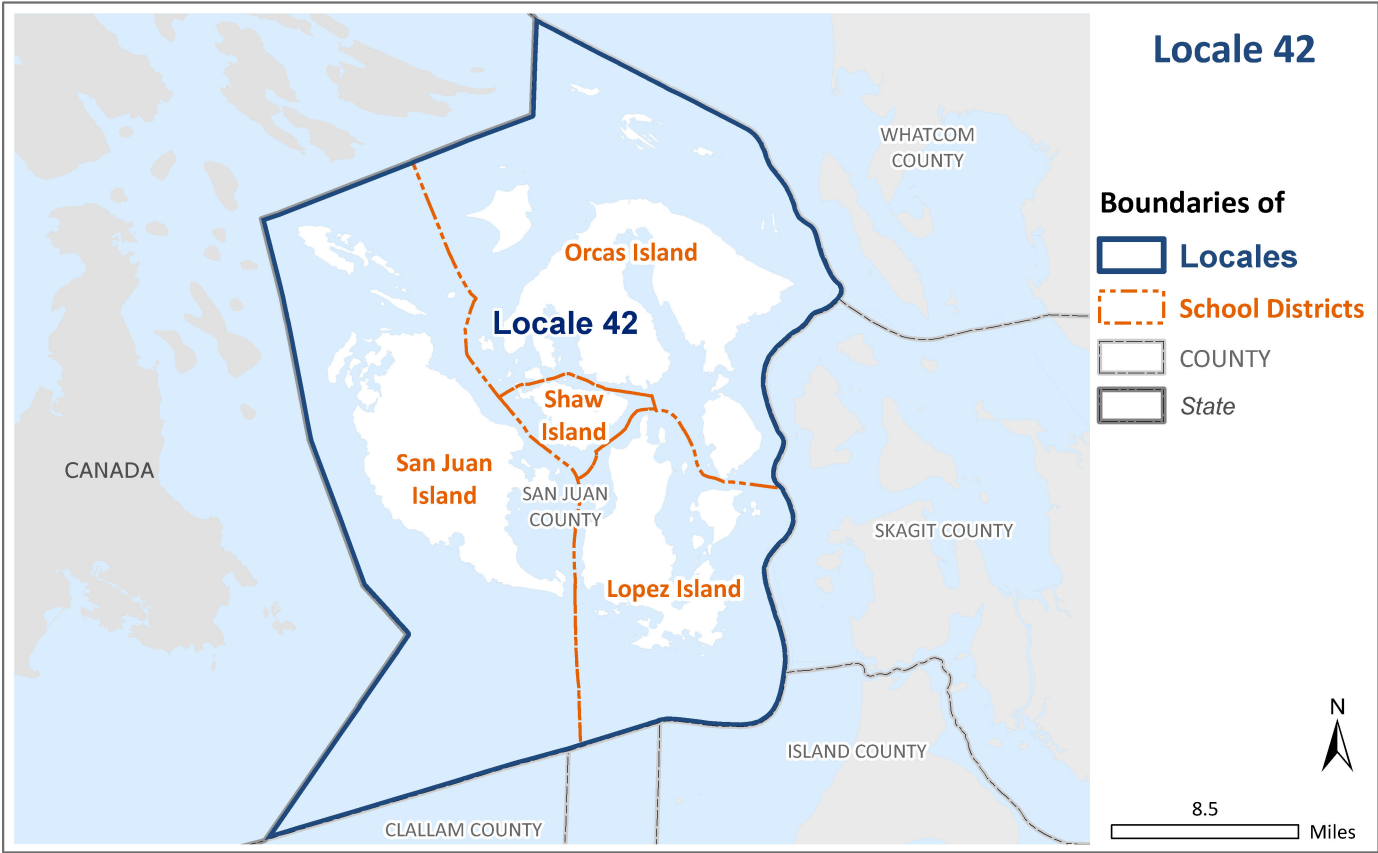 Locale 42
WHATCOM
COUNTY
Boundaries of
Locales
School Districts
COUNTY
State
Orcas Island
Locale 42
Shaw
Island
San Juan
Island
SAN JUAN
COUNTY
CANADA
SKAGIT COUNTY
Lopez Island
ISLAND COUNTY
CLALLAM COUNTY
N
8.5
Miles